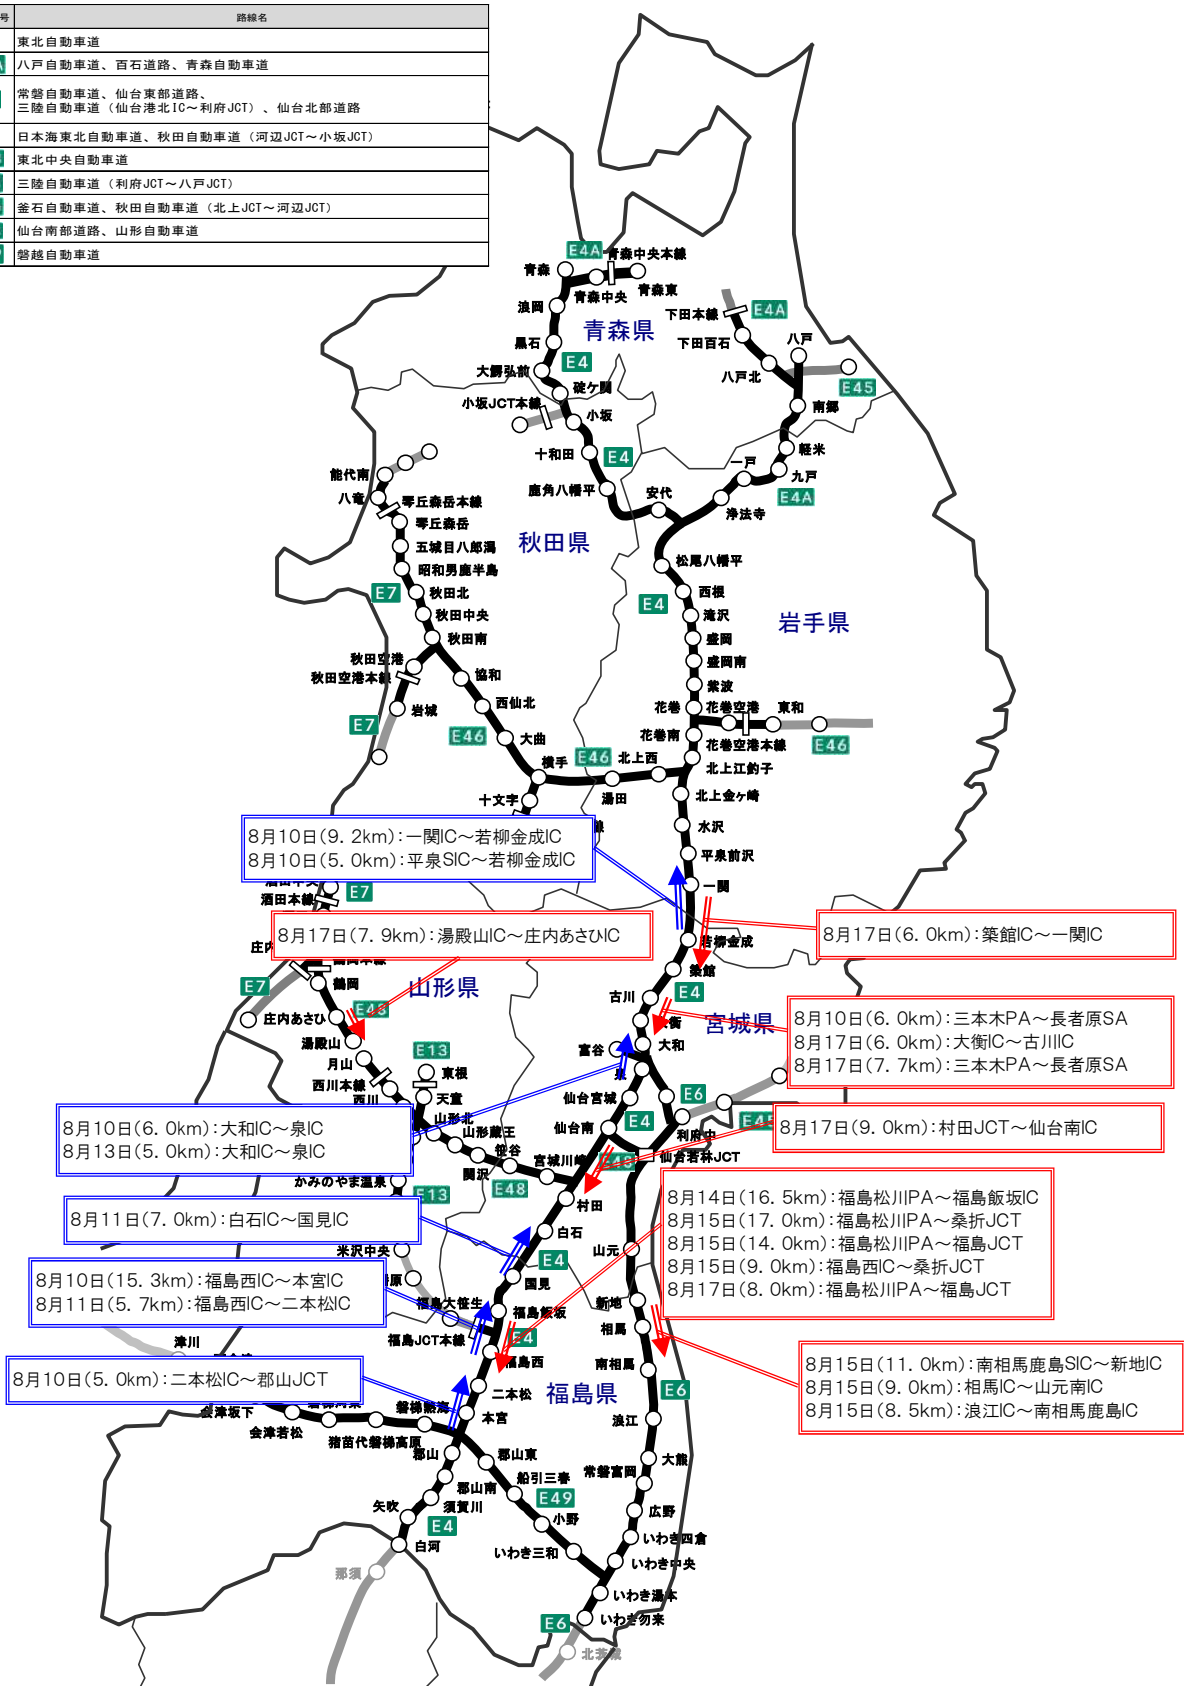 号 路線名
東北自動車道
八戸自動車道、百石道路、青森自動車道
常磐自動車道、仙台東部道路、
三陸自動車道（仙台港北IC～利府JCT）、仙台北部道路
日本海東北自動車道、秋田自動車道（河辺JCT～小坂JCT）
東北中央自動車道
三陸自動車道（利府JCT～八戸JCT）
釜石自動車道、秋田自動車道（北上JCT～河辺JCT）
仙台南部道路、山形自動車道
磐越自動車道
E4A 青森中央本線
青森
青森中央 青森東
浪岡
下田本線 E4A
青森県
下田百石 八戸
黒石
E4
大鰐弘前
八戸北
E45
碇ケ関
小坂JCT本線
小坂
南郷
十和田 E4
軽米
一戸
九戸
能代南
鹿角八幡平
E4A
八竜
琴丘森岳本線
安代
浄法寺
琴丘森岳
秋田県
五城目八郎潟
昭和男鹿半島
松尾八幡平
E7 秋田北
西根
E4
秋田中央
滝沢
岩手県
秋田南
盛岡
秋田空港
盛岡南
秋田空港本線
協和
紫波
西仙北
花巻 花巻空港 東和
岩城
E7
E46 大曲
花巻南
花巻空港本線 E46
横手 E46 北上西
北上江釣子
十文字
湯田
北上金ヶ崎
8月10日(9.2km):一関IC～若柳金成IC
8月10日(5.0km):平泉SIC～若柳金成IC
水沢
平泉前沢
一関
E7
酒田本線
8月17日(7.9km):湯殿山IC～庄内あさひIC
8月17日(6.0km):築館IC～一関IC
若柳金成
築館
E7 鶴岡
山形県
E4
古川
庄内あさひ
宮城県
8月10日(6.0km):三本木PA～長者原SA
8月17日(6.0km):大衡IC～古川IC
8月17日(7.7km):三本木PA～長者原SA
湯殿山
大和
富谷
月山
E13
泉
東根
西川本線
天童
西川
仙台宮城
E6
E4
8月10日(6.0km):大和IC～泉IC
8月13日(5.0km):大和IC～泉IC
山形北
山形蔵王
仙台南
利府中
8月17日(9.0km):村田JCT～仙台南IC
笹谷
関沢
宮城川崎
仙台若林JCT
かみのやま温泉
E13
E48
村田
8月14日(16.5km):福島松川PA～福島飯坂IC
8月15日(17.0km):福島松川PA～桑折JCT
8月15日(14.0km):福島松川PA～福島JCT
8月15日(9.0km):福島西IC～桑折JCT
8月17日(8.0km):福島松川PA～福島JCT
8月11日(7.0km):白石IC～国見IC
白石
米沢中央
山元
E4
8月10日(15.3km):福島西IC～本宮IC
8月11日(5.7km):福島西IC～二本松IC
国見
福島大笹生
福島飯坂
新地
相馬
福島JCT本線
E4
津川
福島西
南相馬
8月15日(11.0km):南相馬鹿島SIC～新地IC
8月15日(9.0km):相馬IC～山元南IC
8月15日(8.5km):浪江IC～南相馬鹿島IC
8月10日(5.0km):二本松IC～郡山JCT
二本松
福島県
E6
会津坂下
磐梯熱海
本宮
浪江
会津若松
猪苗代磐梯高原
郡山
郡山東
大熊
船引三春
常磐富岡
郡山南
矢吹
須賀川
E49
広野
E4
小野
白河
いわき三和
いわき四倉
いわき中央
那須
いわき湯本
E6 いわき勿来
北茨城